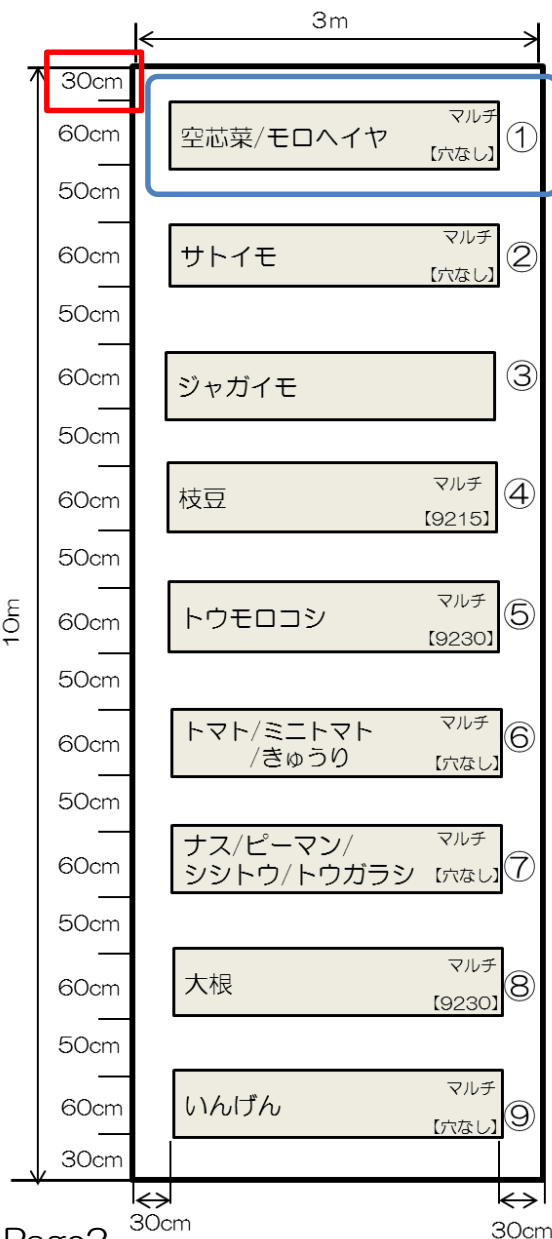 3m
30cm
60cm
空芯菜/モロヘイヤ
マルチ
【穴なし】
①
50cm
60cm
サトイモ
マルチ
【穴なし】
②
50cm
60cm
ジャガイモ
③
50cm
60cm
枝豆
マルチ
【9215】
④
50cm
10m
60cm
トウモロコシ
マルチ
【9230】
⑤
50cm
60cm
トマト/ミニトマト
/きゅうり
マルチ
【穴なし】
⑥
50cm
60cm
ナス/ピーマン/
シシトウ/トウガラシ
マルチ
【穴なし】
⑦
50cm
60cm
大根
マルチ
【9230】
⑧
50cm
60cm
いんげん
マルチ
【穴なし】
⑨
30cm
30cm
30cm